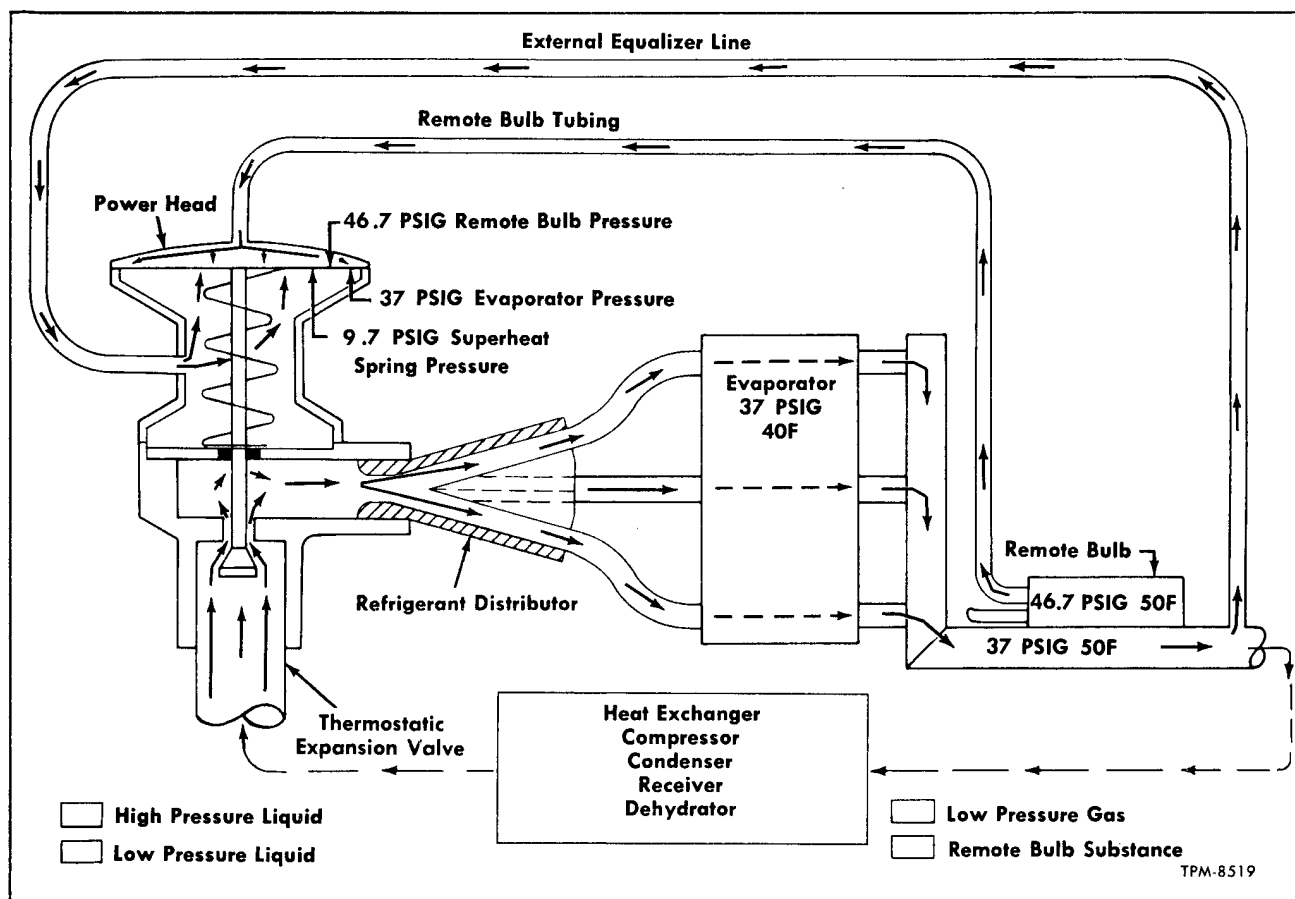 External Equalizer Line
Remote Bulb Tubing
Power Head
46.7 PSIG Remote Bulb Pressure
37 PSIG Evaporator Pressure
9.7 PSIG Superheat
Spring Pressure
Evaporator
37 PSIG
40F
Remote Bulb
46.7 PSIG 50F
Refrigerant Distributor
37 PSIG 50F
Thermostatic
Expansion Valve
Heat Exchanger
Compressor
Condenser
Receiver
Dehydrator
High Pressure Liquid
Low Pressure Liquid
Low Pressure Gas
Remote Bulb Substance
TPM-8519